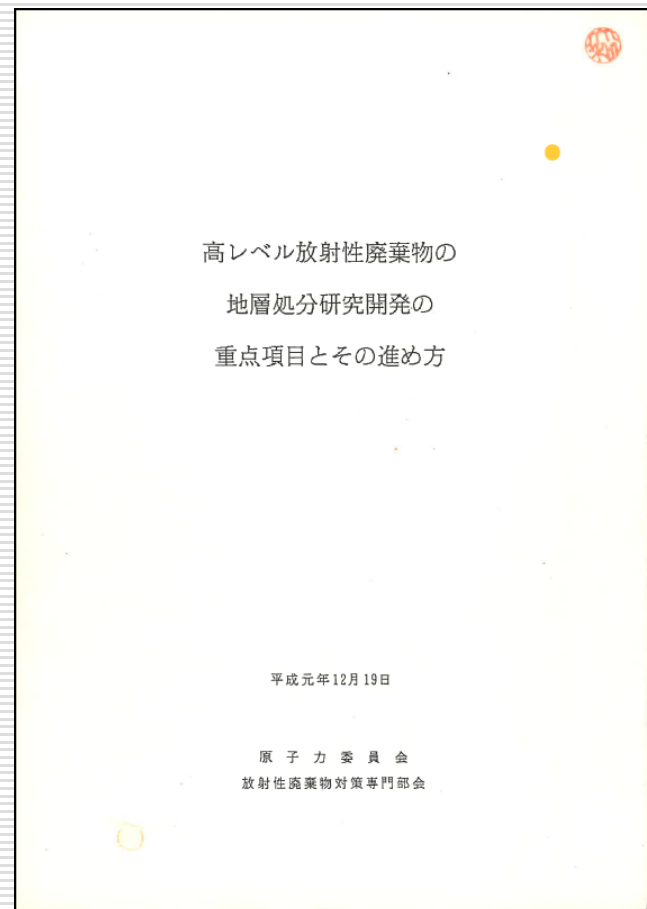 高レベル放射性廃棄物の
地層処分研究開発の
重点項目とその進め方
平成元年12月19日
原子力委員会
放射性廃棄物対策専門部会